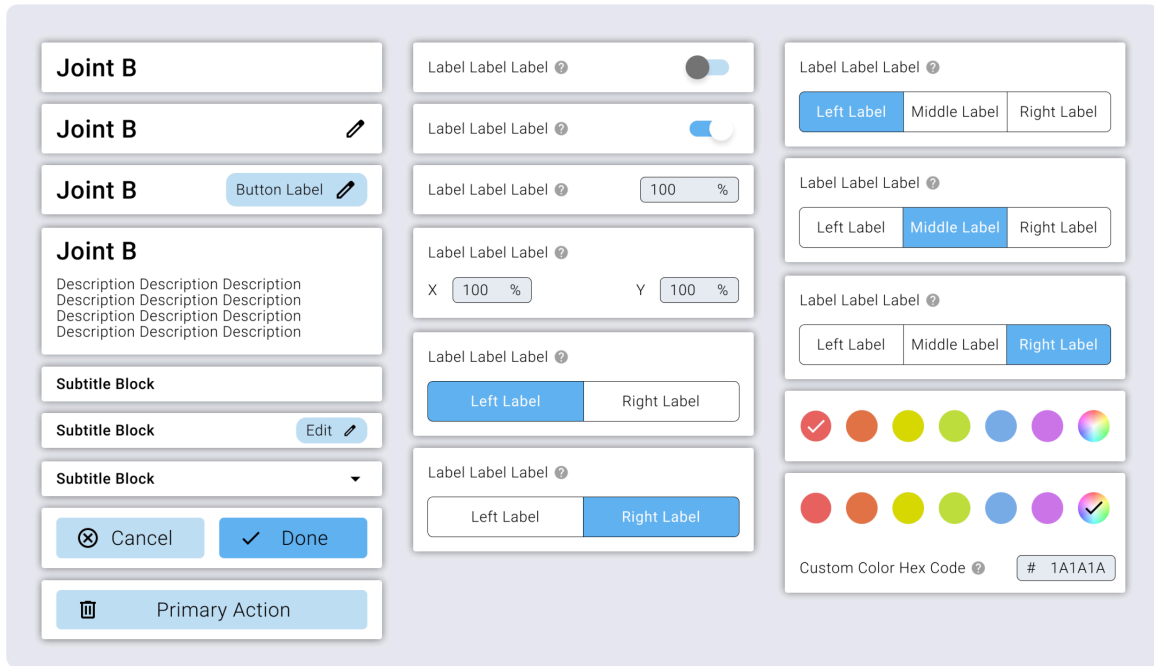 Joint B
Joint B
Joint B
Button Label
Joint B
Description Description Description
Description Description Description
Description Description Description
Description Description Description
Subtitle Block
Subtitle Block
Edit
Subtitle Block
Cancel
Done
Primary Action
Label Label Label ?
Label Label Label ?
Label Label Label ?
100 %
Label Label Label ?
X 100 %
Y 100 %
Label Label Label ?
Left Label
Right Label
Label Label Label ?
Left Label
Right Label
Label Label Label ?
Left Label
Middle Label
Right Label
Label Label Label ?
Left Label
Middle Label
Right Label
Label Label Label ?
Left Label
Middle Label
Right Label
Custom Color Hex Code ?
# 1A1A1A